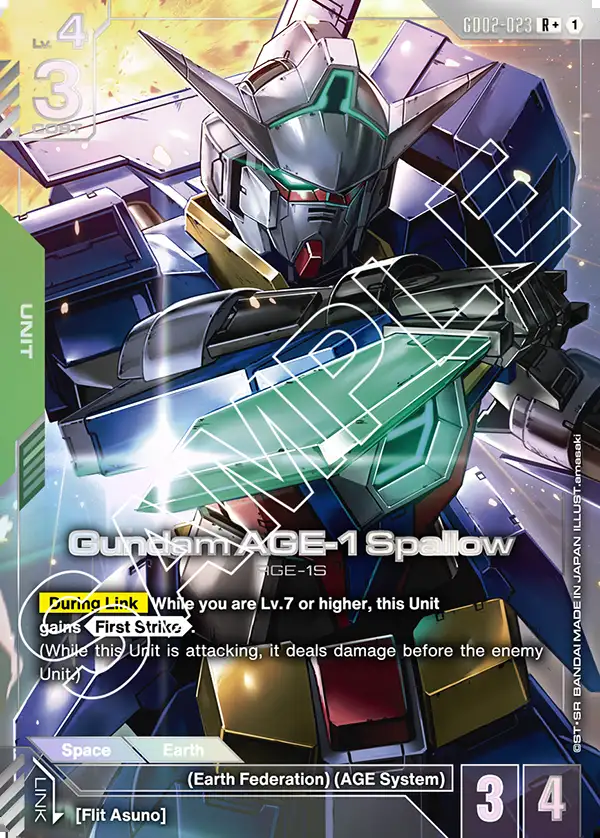 Lv. 4
3
COST
GD02-023 R+ 1
UNIT
SAMPLE
Gundam AGE-1 Spallow
AGE-1S
During Link While you are Lv.7 or higher, this Unit
gains First Strike.
(While this Unit is attacking, it deals damage before the enemy
Unit.)
Space Earth
(Earth Federation) (AGE System)
LINK
[Flit Asuno]
3 4
©ST・SR BANDAI MADE IN JAPAN ILLUST.amasaki